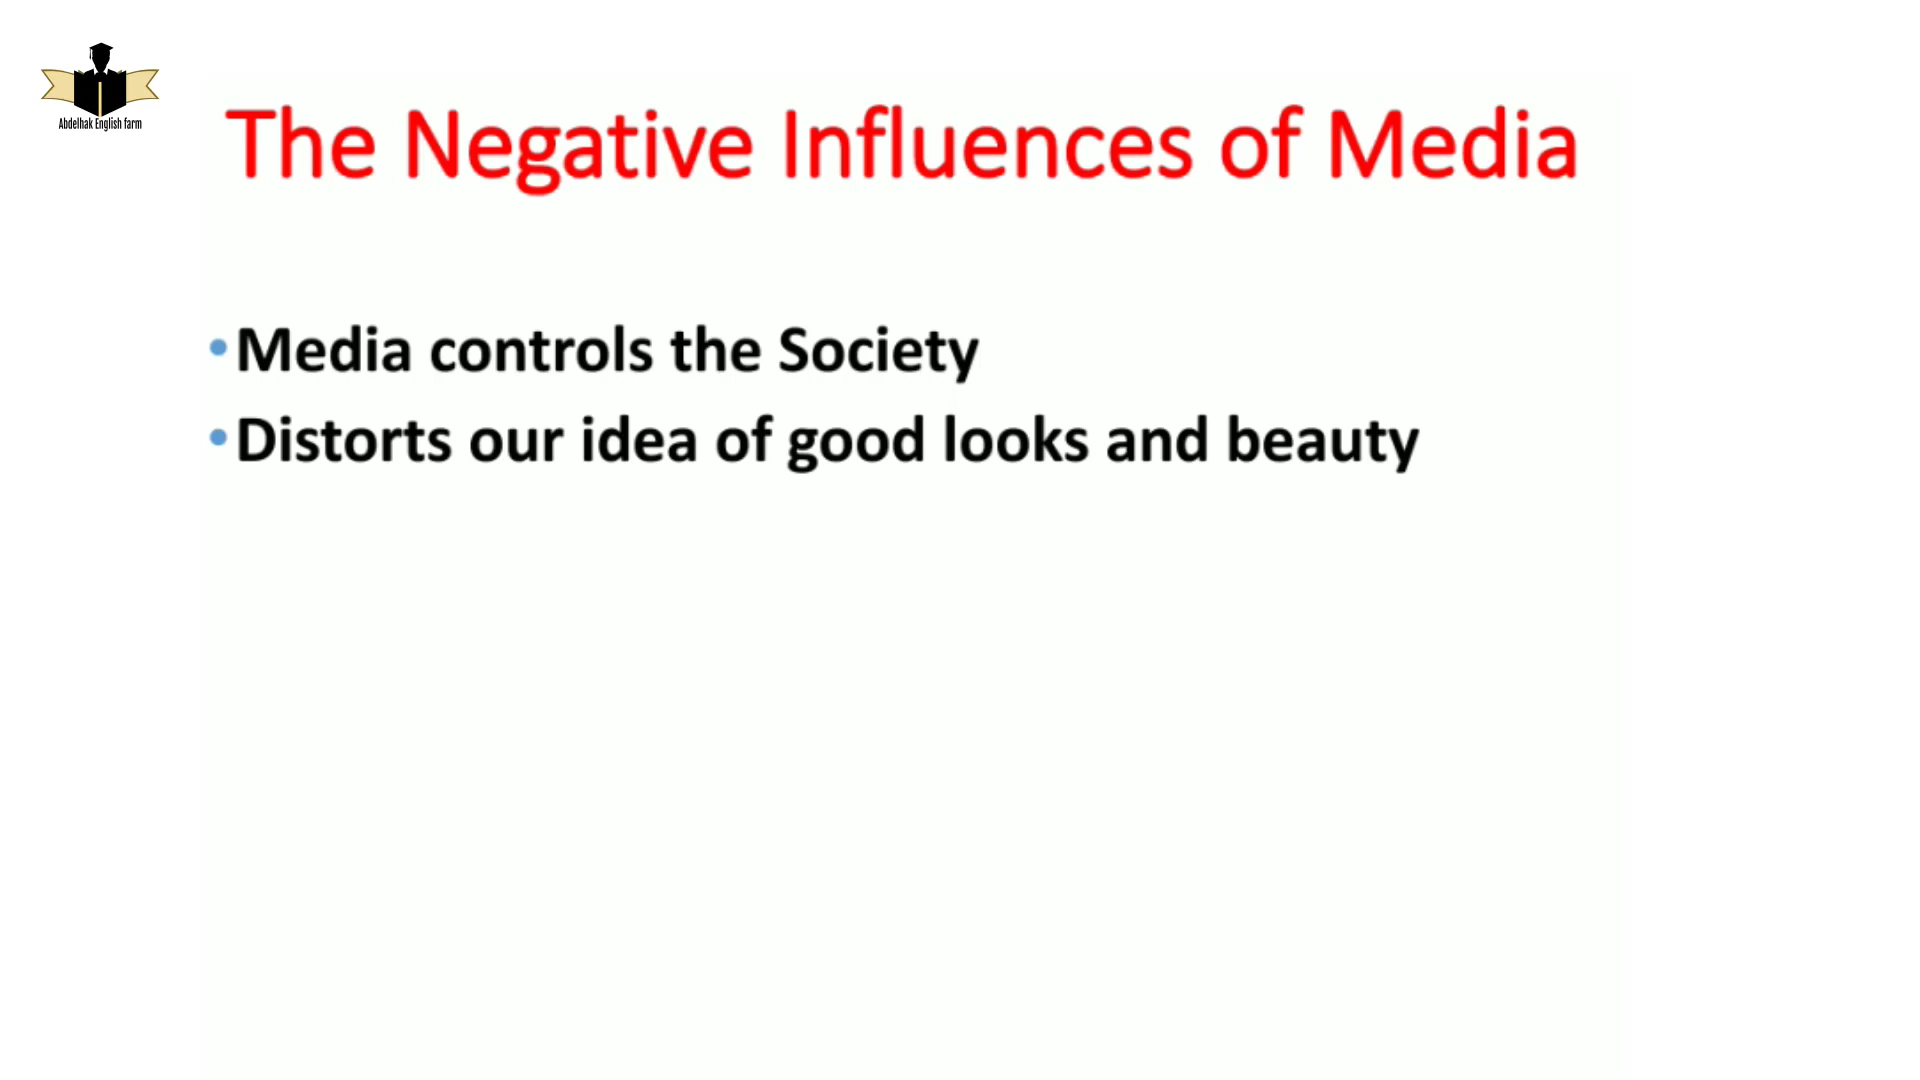 Abdelhak English farm
The Negative Influences of Media
• Media controls the Society
• Distorts our idea of good looks and beauty